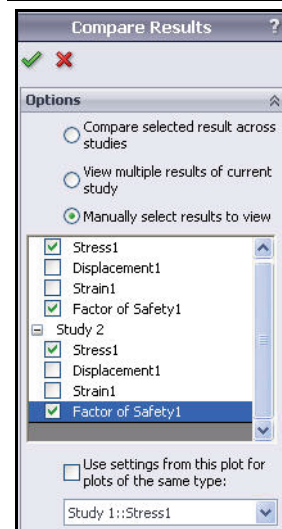 Compare Results ?
Options
Compare selected result across
studies
View multiple results of current
study
Manually select results to view
Stress1
Displacement1
Strain1
Factor of Safety1
Study 2
Stress1
Displacement1
Strain1
Factor of Safety1
Use settings from this plot for
plots of the same type:
Study 1::Stress1